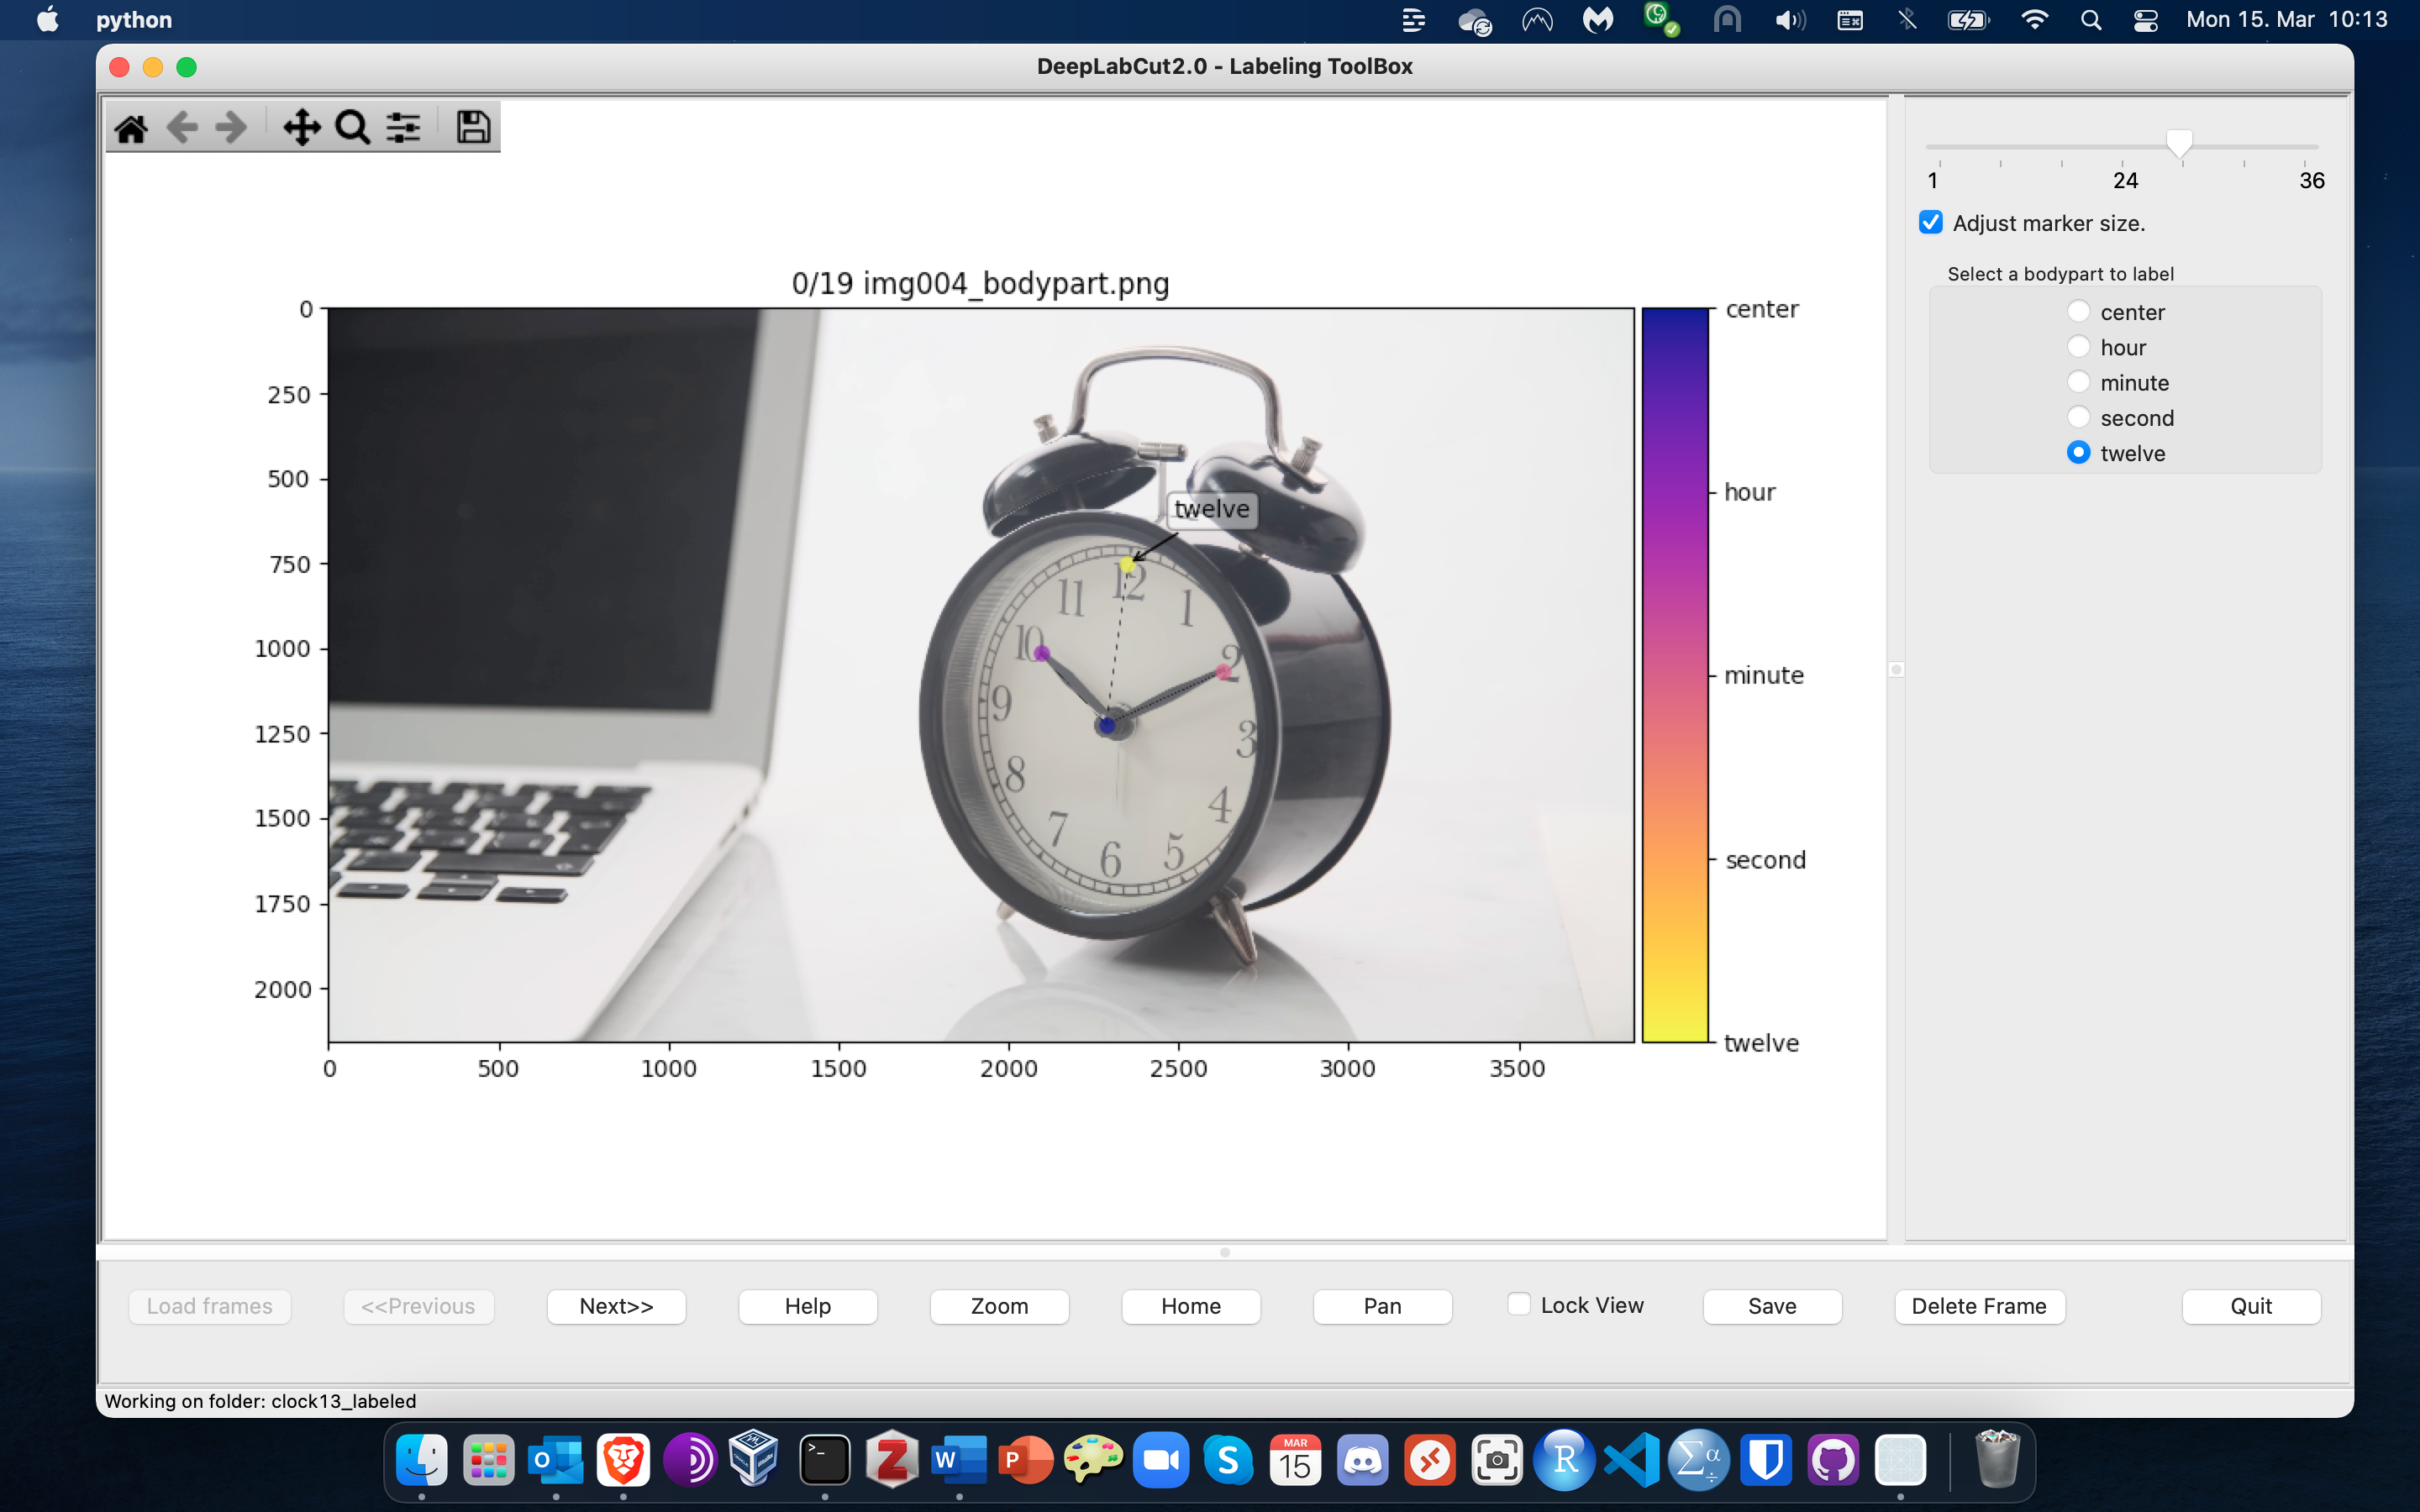 python
Mon 15. Mar 10:13
DeepLabCut2.0 - Labeling ToolBox
1 24 36
Adjust marker size.
Select a bodypart to label
center
hour
minute
second
twelve
0/19 img004_bodypart.png
0
250
500
750
1000
1250
1500
1750
2000
0 500 1000 1500 2000 2500 3000 3500
twelve
12
1
2
3
4
5
6
7
8
9
10
11
center
hour
minute
second
twelve
Load frames <<Previous Next>> Help Zoom Home Pan Lock View Save Delete Frame Quit
Working on folder: clock13_labeled
O
>_
Z
W
P
S
MAR
15
R
Σα
÷